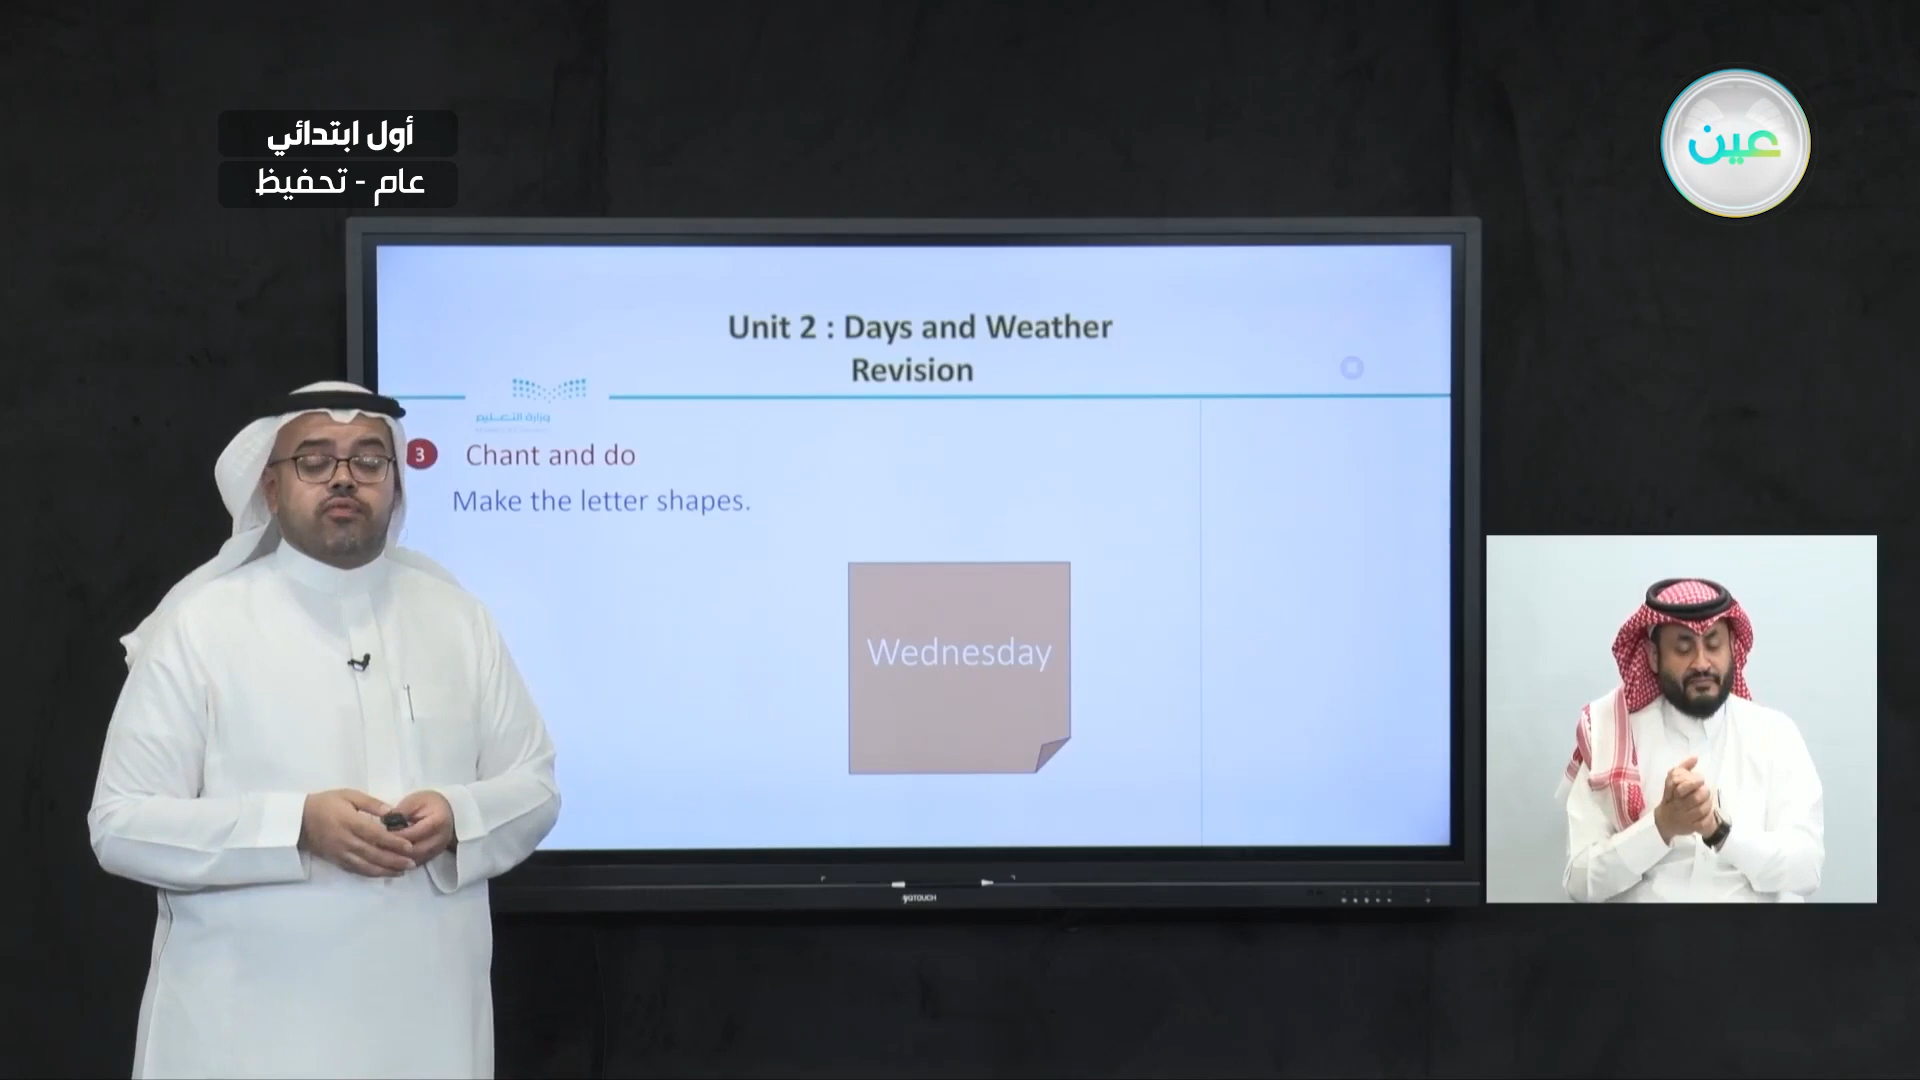 أول ابتدائي
عام - تحفيظ
عين
Unit 2 : Days and Weather
Revision
وزارة التعليم
3 Chant and do
Make the letter shapes.
Wednesday